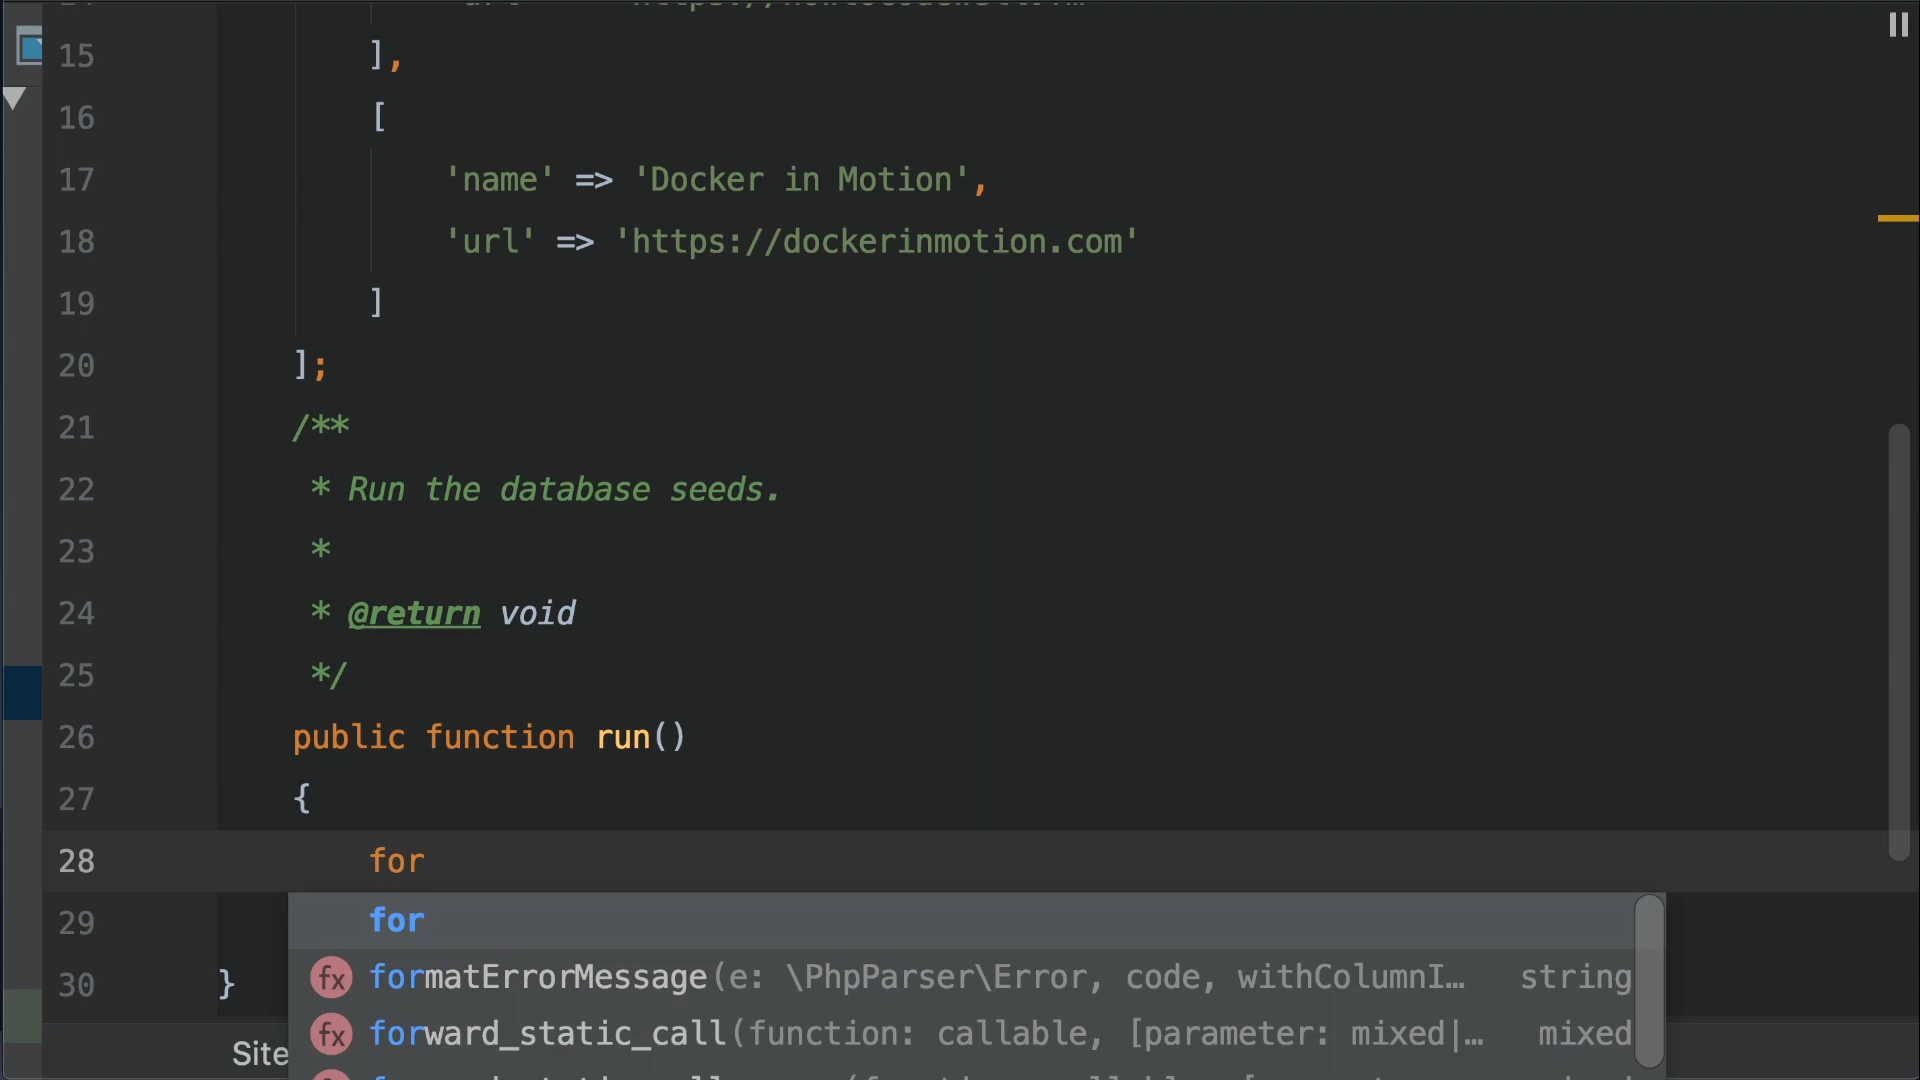 15 ],
16 [
17 'name' => 'Docker in Motion',
18 'url' => 'https://dockerinmotion.com'
19 ]
20 ];
21 /**
22 * Run the database seeds.
23 *
24 * @return void
25 */
26 public function run()
27 {
28 for
29 for
fx formatErrorMessage(e: \PhpParser\Error, code, withColumnI… string
30 }
fx forward_static_call(function: callable, [parameter: mixed|… mixed
Site